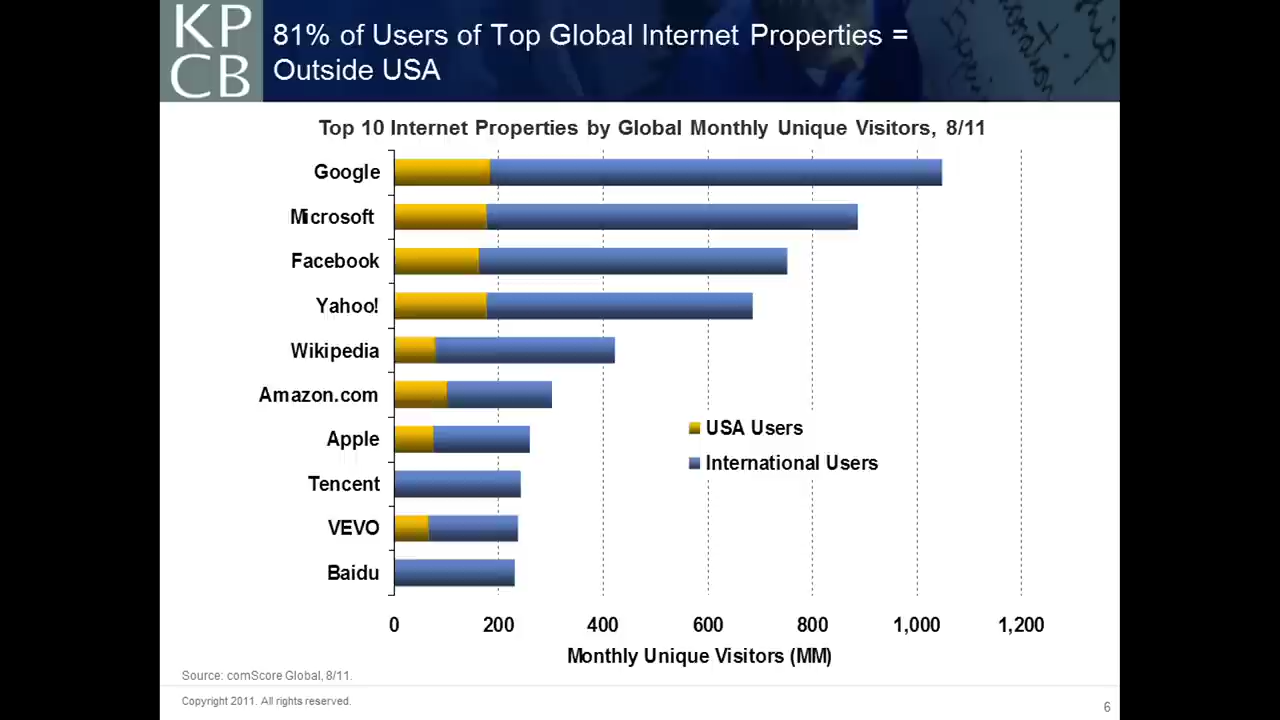 KP
CB
81% of Users of Top Global Internet Properties =
Outside USA
Top 10 Internet Properties by Global Monthly Unique Visitors, 8/11
Google
Microsoft
Facebook
Yahoo!
Wikipedia
Amazon.com
Apple
Tencent
VEVO
Baidu
USA Users
International Users
0 200 400 600 800 1,000 1,200
Monthly Unique Visitors (MM)
Source: comScore Global, 8/11.
Copyright 2011. All rights reserved.
6